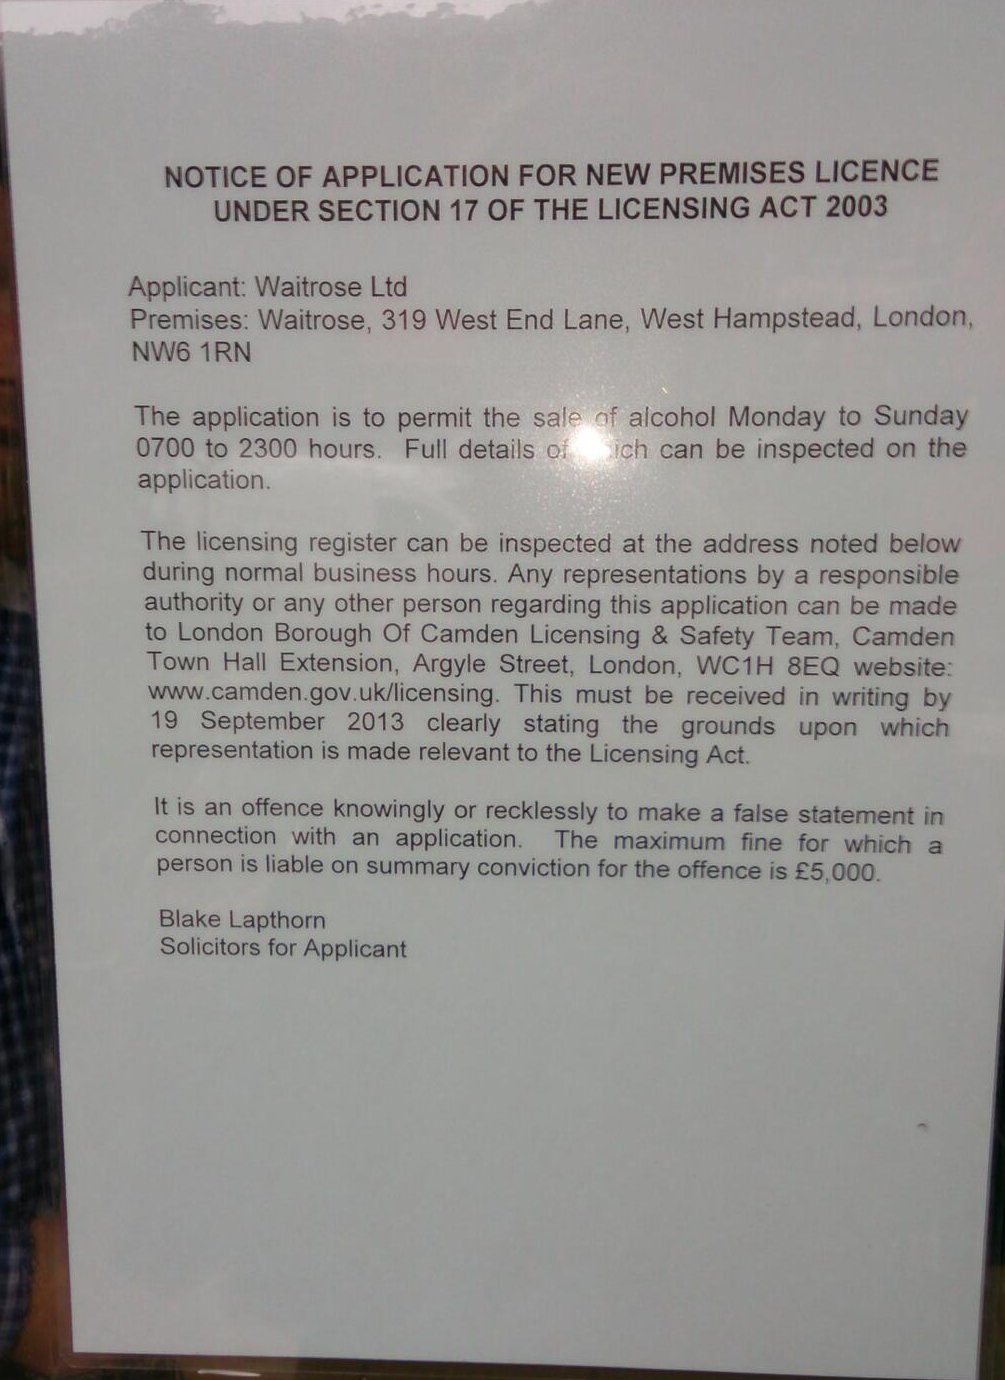 NOTICE OF APPLICATION FOR NEW PREMISES LICENCE
UNDER SECTION 17 OF THE LICENSING ACT 2003
Applicant: Waitrose Ltd
Premises: Waitrose, 319 West End Lane, West Hampstead, London,
NW6 1RN
The application is to permit the sale of alcohol Monday to Sunday
0700 to 2300 hours. Full details of which can be inspected on the
application.
The licensing register can be inspected at the address noted below
during normal business hours. Any representations by a responsible
authority or any other person regarding this application can be made
to London Borough Of Camden Licensing & Safety Team, Camden
Town Hall Extension, Argyle Street, London, WC1H 8EQ website:
www.camden.gov.uk/licensing. This must be received in writing by
19 September 2013 clearly stating the grounds upon which
representation is made relevant to the Licensing Act.
It is an offence knowingly or recklessly to make a false statement in
connection with an application. The maximum fine for which a
person is liable on summary conviction for the offence is £5,000.
Blake Lapthorn
Solicitors for Applicant